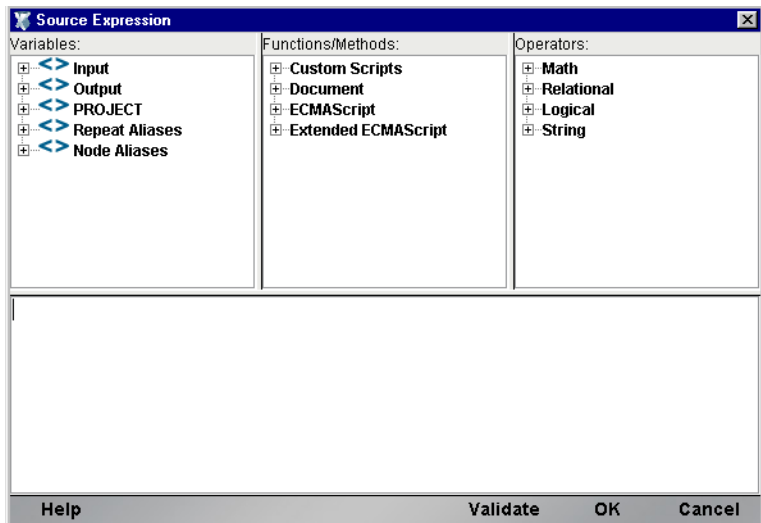 Source Expression
Variables:
Input
Output
PROJECT
Repeat Aliases
Node Aliases
Functions/Methods:
Custom Scripts
Document
ECMAScript
Extended ECMAScript
Operators:
Math
Relational
Logical
String
Help Validate OK Cancel